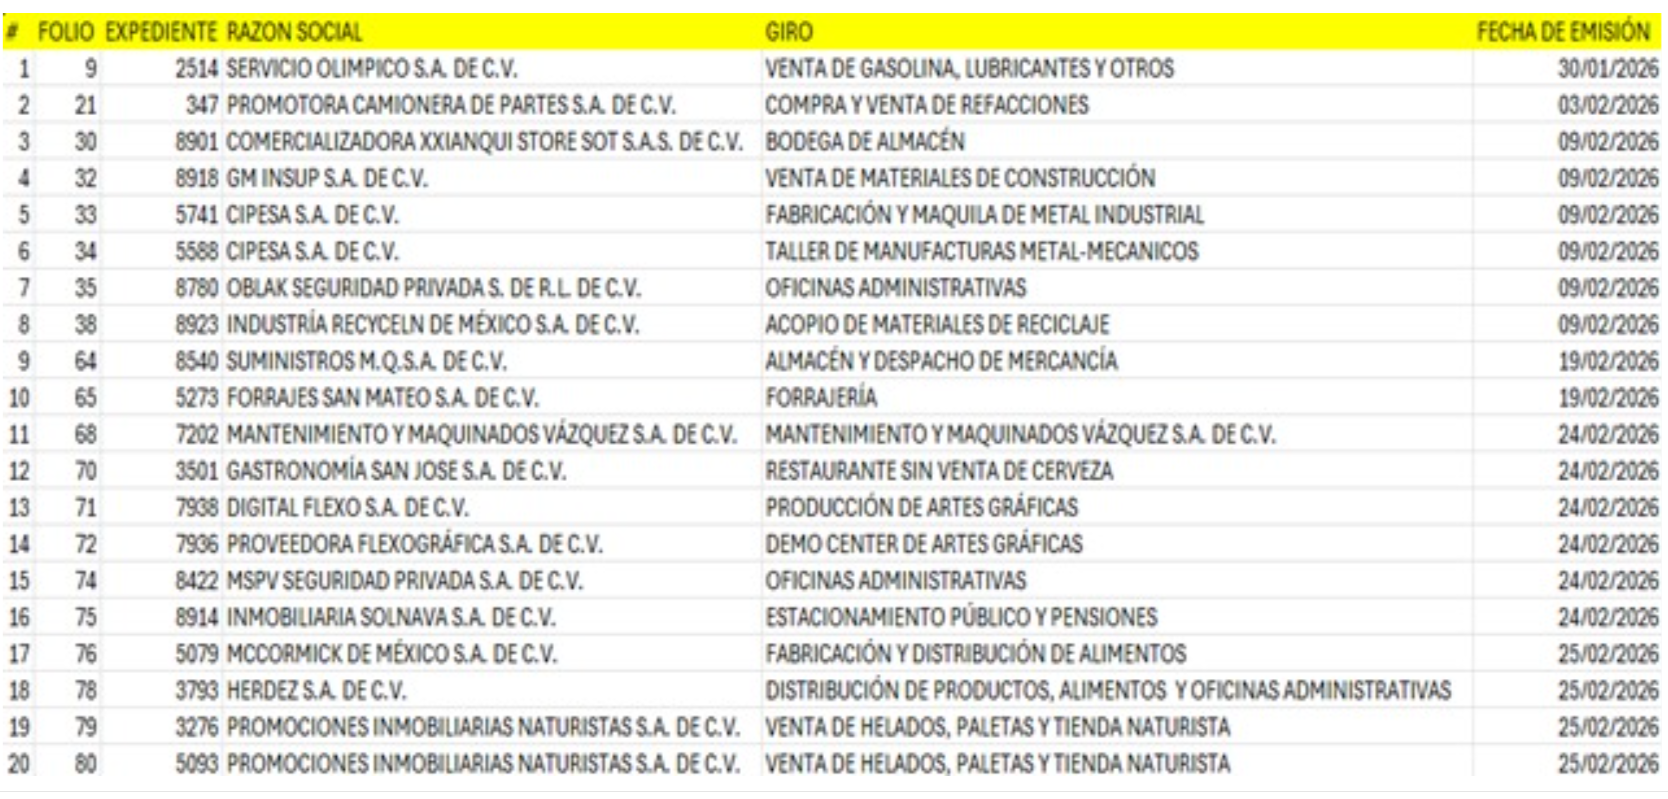 # FOLIO EXPEDIENTE RAZON SOCIAL GIRO FECHA DE EMISIÓN
1 9 2514 SERVICIO OLIMPICO S.A. DE C.V. VENTA DE GASOLINA, LUBRICANTES Y OTROS 30/01/2026
2 21 347 PROMOTORA CAMIONERA DE PARTES S.A. DE C.V. COMPRA Y VENTA DE REFACCIONES 03/02/2026
3 30 8901 COMERCIALIZADORA XXIANQUI STORE SOT S.A.S. DE C.V. BODEGA DE ALMACÉN 09/02/2026
4 32 8918 GM INSUP S.A. DE C.V. VENTA DE MATERIALES DE CONSTRUCCIÓN 09/02/2026
5 33 5741 CIPESA S.A. DE C.V. FABRICACIÓN Y MAQUILA DE METAL INDUSTRIAL 09/02/2026
6 34 5588 CIPESA S.A. DE C.V. TALLER DE MANUFACTURAS METAL-MECANICOS 09/02/2026
7 35 8780 OBLAK SEGURIDAD PRIVADA S. DE R.L. DE C.V. OFICINAS ADMINISTRATIVAS 09/02/2026
8 38 8923 INDUSTRÍA RECYCELN DE MÉXICO S.A. DE C.V. ACOPIO DE MATERIALES DE RECICLAJE 09/02/2026
9 64 8540 SUMINISTROS M.Q.S.A. DE C.V. ALMACÉN Y DESPACHO DE MERCANCÍA 19/02/2026
10 65 5273 FORRAJES SAN MATEO S.A. DE C.V. FORRAJERÍA 19/02/2026
11 68 7202 MANTENIMIENTO Y MAQUINADOS VÁZQUEZ S.A. DE C.V. MANTENIMIENTO Y MAQUINADOS VÁZQUEZ S.A. DE C.V. 24/02/2026
12 70 3501 GASTRONOMÍA SAN JOSE S.A. DE C.V. RESTAURANTE SIN VENTA DE CERVEZA 24/02/2026
13 71 7938 DIGITAL FLEXO S.A. DE C.V. PRODUCCIÓN DE ARTES GRÁFICAS 24/02/2026
14 72 7936 PROVEEDORA FLEXOGRÁFICA S.A. DE C.V. DEMO CENTER DE ARTES GRÁFICAS 24/02/2026
15 74 8422 MSPV SEGURIDAD PRIVADA S.A. DE C.V. OFICINAS ADMINISTRATIVAS 24/02/2026
16 75 8914 INMOBILIARIA SOLNAVA S.A. DE C.V. ESTACIONAMIENTO PÚBLICO Y PENSIONES 24/02/2026
17 76 5079 MCCORMICK DE MÉXICO S.A. DE C.V. FABRICACIÓN Y DISTRIBUCIÓN DE ALIMENTOS 25/02/2026
18 78 3793 HERDEZ S.A. DE C.V. DISTRIBUCIÓN DE PRODUCTOS, ALIMENTOS Y OFICINAS ADMINISTRATIVAS 25/02/2026
19 79 3276 PROMOCIONES INMOBILIARIAS NATURISTAS S.A. DE C.V. VENTA DE HELADOS, PALETAS Y TIENDA NATURISTA 25/02/2026
20 80 5093 PROMOCIONES INMOBILIARIAS NATURISTAS S.A. DE C.V. VENTA DE HELADOS, PALETAS Y TIENDA NATURISTA 25/02/2026